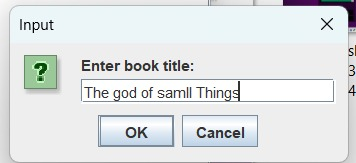 Input
Enter book title:
The god of samll Things
OK Cancel